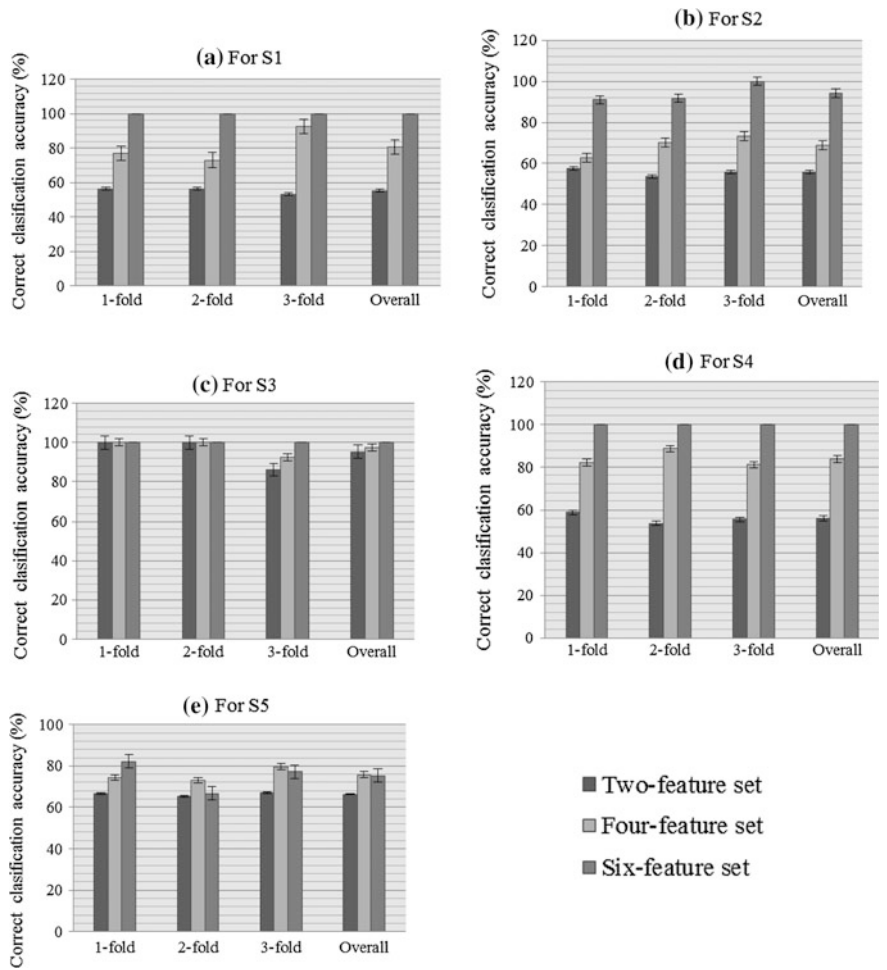 (a) For S1
Correct clasification accuracy (%)
120
100
80
60
40
20
0
1-fold 2-fold 3-fold Overall
(b) For S2
Correct clasification accuracy (%)
120
100
80
60
40
20
0
1-fold 2-fold 3-fold Overall
(c) For S3
Correct clasification accuracy (%)
120
100
80
60
40
20
0
1-fold 2-fold 3-fold Overall
(d) For S4
Correct clasification accuracy (%)
120
100
80
60
40
20
0
1-fold 2-fold 3-fold Overall
(e) For S5
Correct clasification accuracy (%)
100
80
60
40
20
0
1-fold 2-fold 3-fold Overall
Two-feature set
Four-feature set
Six-feature set